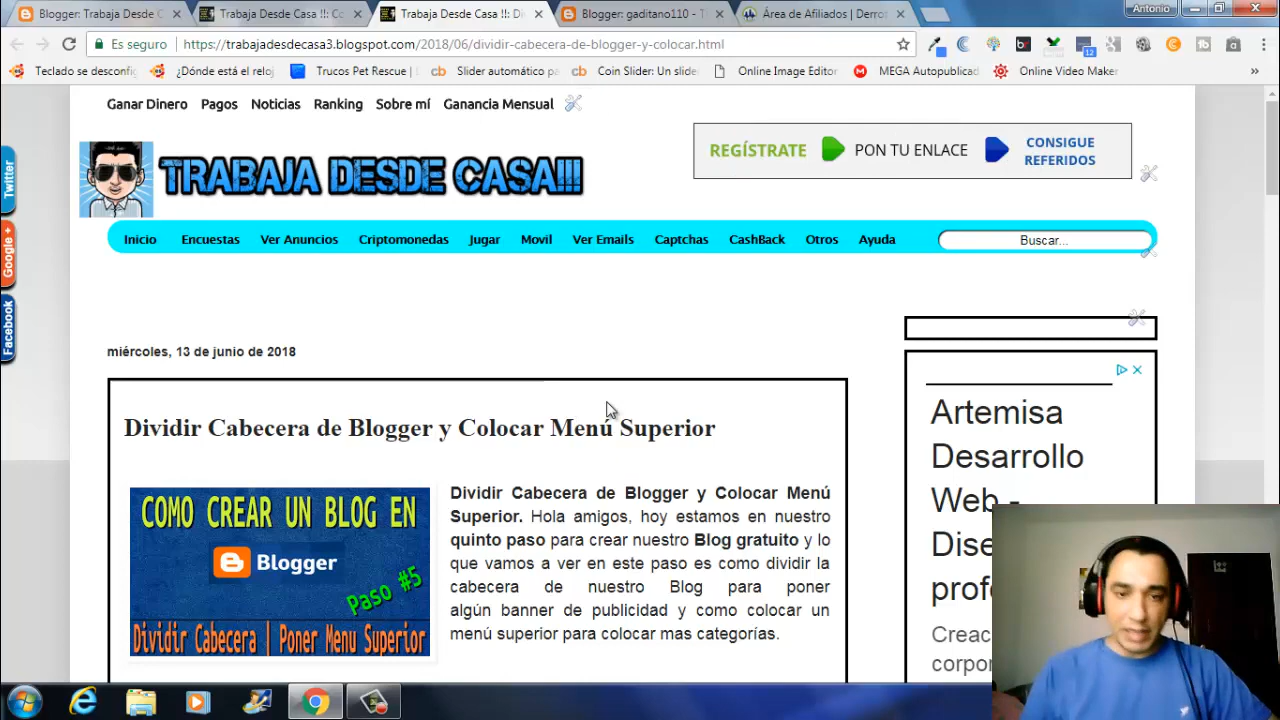 Blogger: Trabaja Desde C
Trabaja Desde Casa !!!: Co
Trabaja Desde Casa !!!: Di
Blogger: gaditano110 - T
Área de Afiliados | Derrot
Antonio
Es seguro
https://trabajadesdecasa3.blogspot.com/2018/06/dividir-cabecera-de-blogger-y-colocar.html
12
Teclado se desconfig
¿Dónde está el reloj
Trucos Pet Rescue |
Slider automático pa
Coin Slider: Un slide
Online Image Editor
MEGA Autopublicad
Online Video Maker
Ganar Dinero
Pagos
Noticias
Ranking
Sobre mí
Ganancia Mensual
TRABAJA DESDE CASA!!!
REGÍSTRATE
PON TU ENLACE
CONSIGUE
REFERIDOS
Inicio
Encuestas
Ver Anuncios
Criptomonedas
Jugar
Movil
Ver Emails
Captchas
CashBack
Otros
Ayuda
Buscar...
Twitter
Google +
Facebook
miércoles, 13 de junio de 2018
Dividir Cabecera de Blogger y Colocar Menú Superior
COMO CREAR UN BLOG EN
Blogger
Paso #5
Dividir Cabecera | Poner Menu Superior
Dividir Cabecera de Blogger y Colocar Menú
Superior. Hola amigos, hoy estamos en nuestro
quinto paso para crear nuestro Blog gratuito y lo
que vamos a ver en este paso es como dividir la
cabecera de nuestro Blog para poner
algún banner de publicidad y como colocar un
menú superior para colocar mas categorías.
Artemisa
Desarrollo
Web -
Dise
prof
Creac
corpor